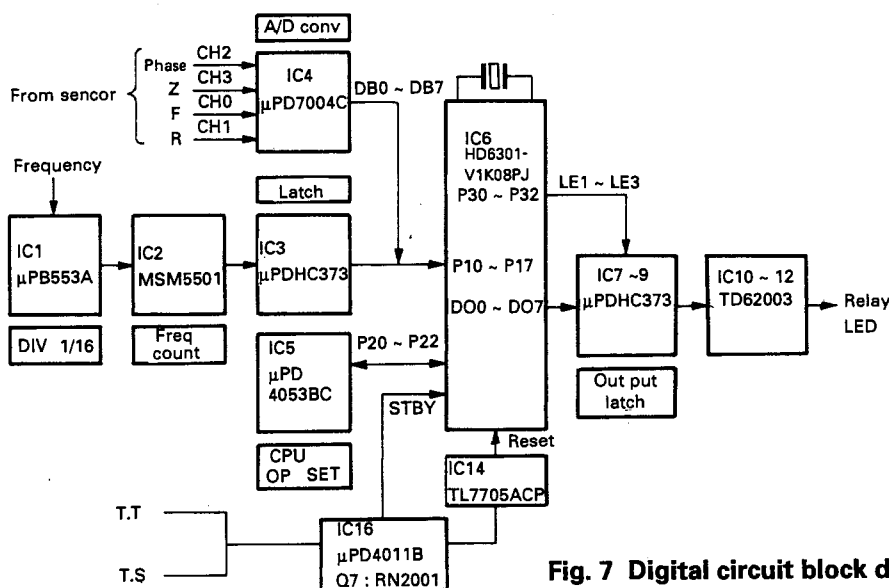 A/D conv
Phase CH2
Z CH3
F CH0
R CH1
From sencor
IC4
μPD7004C
DB0 ~ DB7
IC6
HD6301-
V1K08PJ
P30 ~ P32
LE1 ~ LE3
Frequency
Latch
IC1
μPB553A
IC2
MSM5501
IC3
μPDHC373
P10 ~ P17
IC7 ~9
μPDHC373
IC10 ~ 12
TD62003
Relay
LED
DIV 1/16
Freq
count
DO0 ~ DO7
IC5
μPD
4053BC
P20 ~ P22
STBY
Out put
latch
CPU
OP SET
Reset
IC14
TL7705ACP
T.T
T.S
IC16
μPD4011B
Q7 : RN2001
Fig. 7 Digital circuit block d